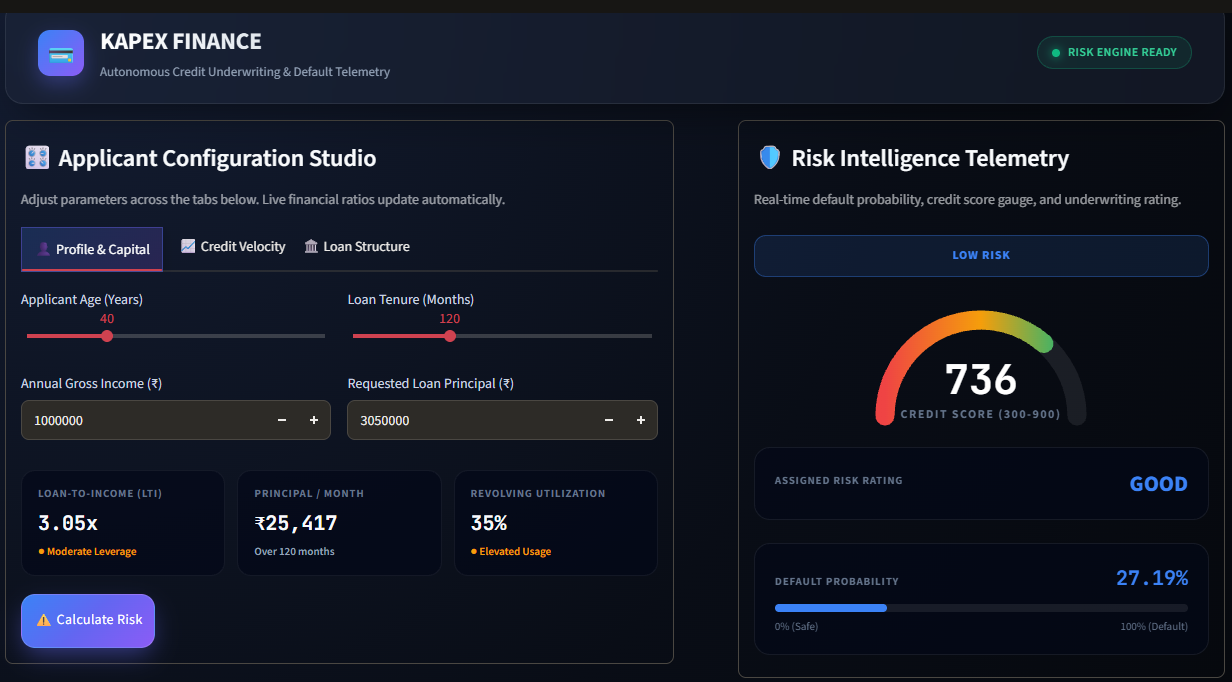 KAPEX FINANCE
Autonomous Credit Underwriting & Default Telemetry
RISK ENGINE READY
Applicant Configuration Studio
Adjust parameters across the tabs below. Live financial ratios update automatically.
Profile & Capital
Credit Velocity
Loan Structure
Applicant Age (Years)
40
Loan Tenure (Months)
120
Annual Gross Income (₹)
1000000
− +
Requested Loan Principal (₹)
3050000
− +
LOAN-TO-INCOME (LTI)
3.05x
● Moderate Leverage
PRINCIPAL / MONTH
₹25,417
Over 120 months
REVOLVING UTILIZATION
35%
● Elevated Usage
Calculate Risk
Risk Intelligence Telemetry
Real-time default probability, credit score gauge, and underwriting rating.
LOW RISK
736
CREDIT SCORE (300-900)
ASSIGNED RISK RATING
GOOD
DEFAULT PROBABILITY
27.19%
0% (Safe)
100% (Default)